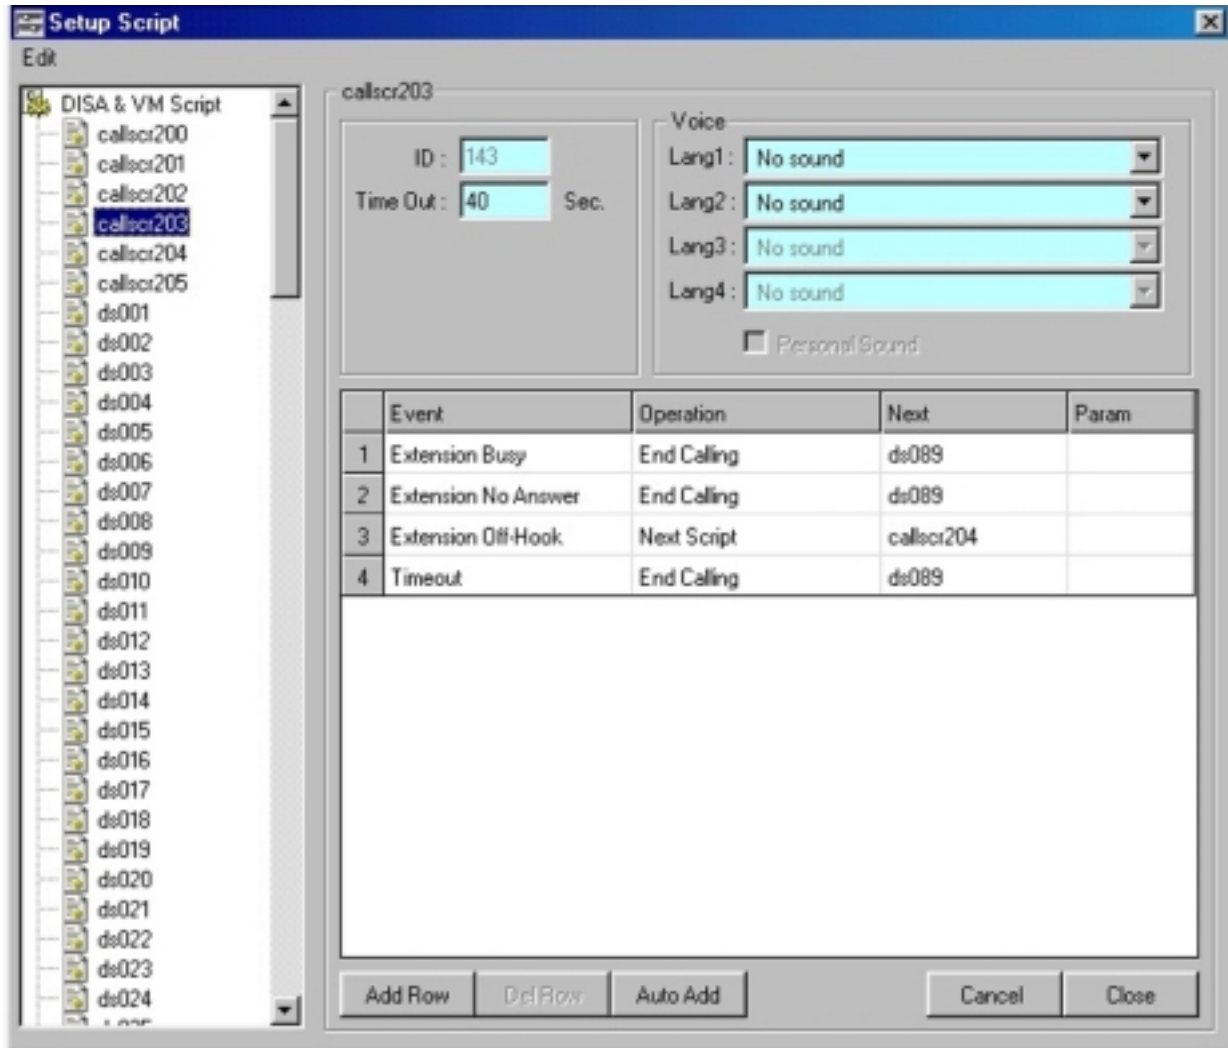 Setup Script
Edit
DISA & VM Script
callscr200
callscr201
callscr202
callscr203
callscr204
callscr205
ds001
ds002
ds003
ds004
ds005
ds006
ds007
ds008
ds009
ds010
ds011
ds012
ds013
ds014
ds015
ds016
ds017
ds018
ds019
ds020
ds021
ds022
ds023
ds024
callscr203
ID : 143
Time Out : 40 Sec.
Voice
Lang1 : No sound
Lang2 : No sound
Lang3 : No sound
Lang4 : No sound
Personal Sound
Event Operation Next Param
1 Extension Busy End Calling ds089
2 Extension No Answer End Calling ds089
3 Extension Off-Hook Next Script callscr204
4 Timeout End Calling ds089
Add Row Del Row Auto Add Cancel Close